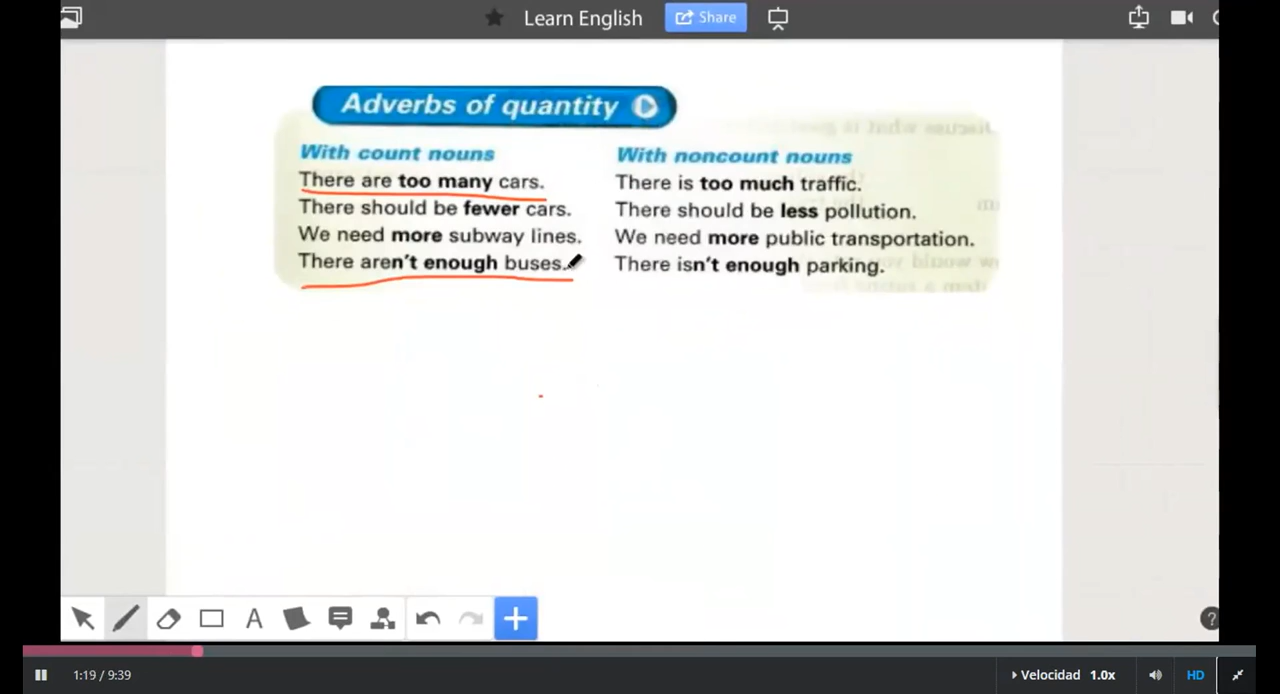 Learn English
Share
Adverbs of quantity
With count nouns
There are too many cars.
There should be fewer cars.
We need more subway lines.
There aren't enough buses.
With noncount nouns
There is too much traffic.
There should be less pollution.
We need more public transportation.
There isn't enough parking.
A
?
1:19 / 9:39
Velocidad 1.0x
HD